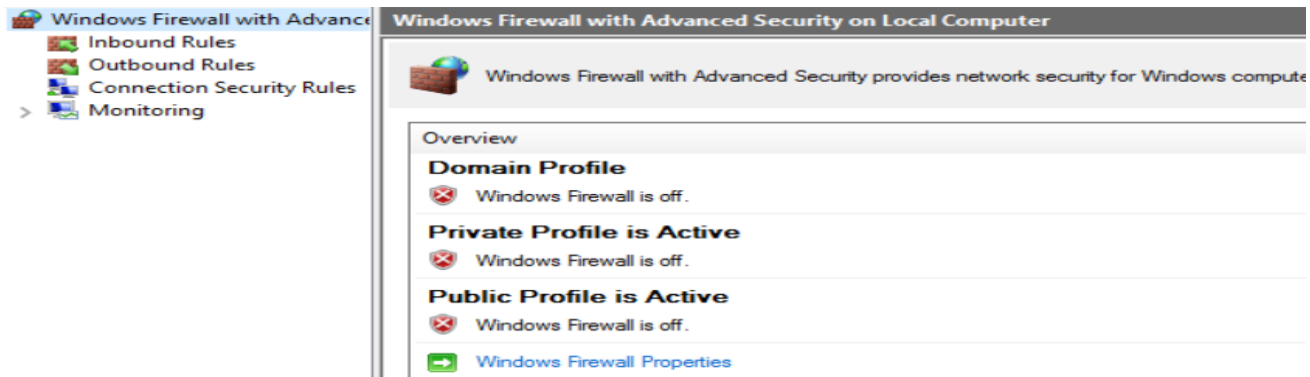 Windows Firewall with Advance
Inbound Rules
Outbound Rules
Connection Security Rules
Monitoring
Windows Firewall with Advanced Security on Local Computer
Windows Firewall with Advanced Security provides network security for Windows compute
Overview
Domain Profile
Windows Firewall is off.
Private Profile is Active
Windows Firewall is off.
Public Profile is Active
Windows Firewall is off.
Windows Firewall Properties